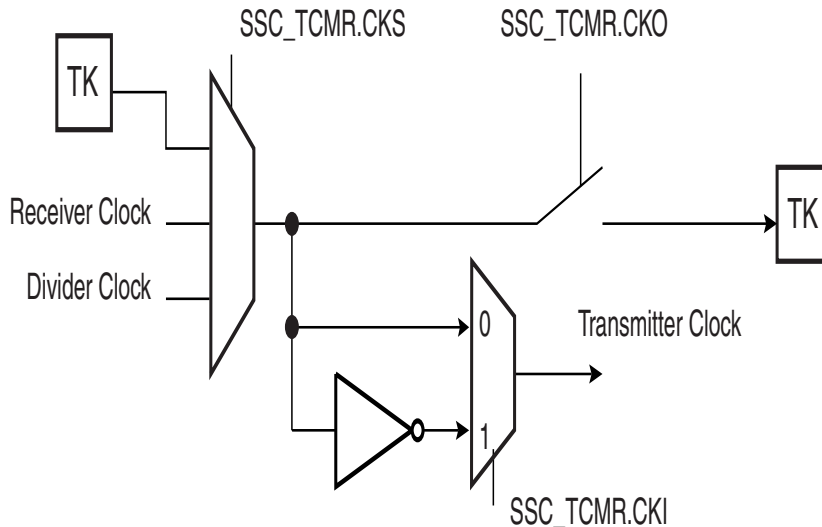 SSC_TCMR.CKS
SSC_TCMR.CKO
TK
Receiver Clock
TK
Divider Clock
0
Transmitter Clock
1
SSC_TCMR.CKI